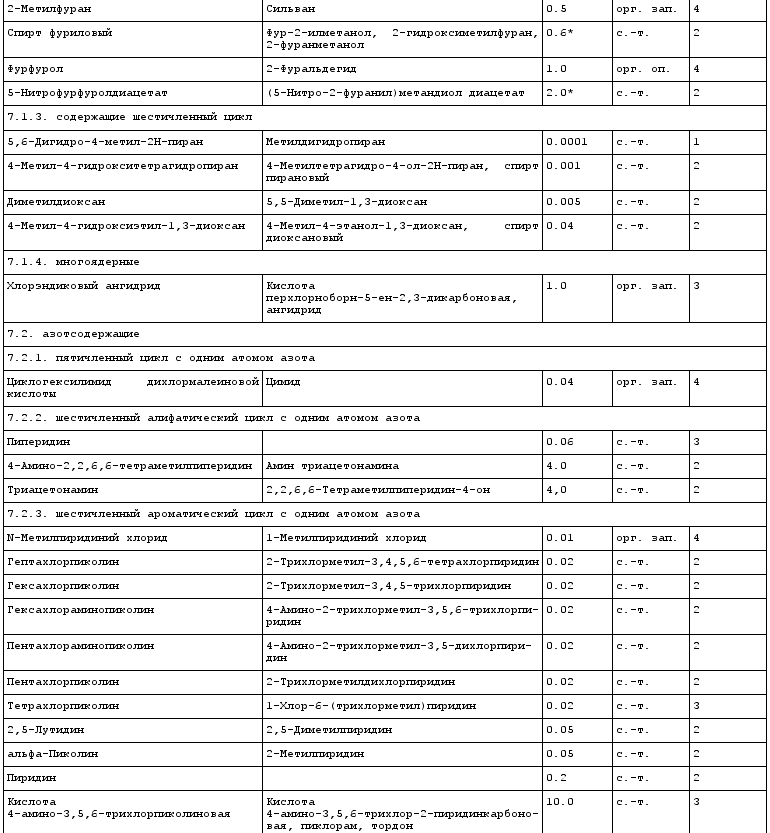 2-Метилфуран Сильван 0.5 орг. зап. 4
Спирт фуриловый Фур-2-илметанол, 2-гидроксиметилфуран, 0.6* с.-т. 2
2-фуранметанол
Фурфурол 2-Фуральдегид 1.0 орг. оп. 4
5-Нитрофурфуролдиацетат (5-Нитро-2-фуранил)метандиол диацетат 2.0* с.-т. 2
7.1.3. содержащие шестичленный цикл
5,6-Дигидро-4-метил-2Н-пиран Метилдигидропиран 0.0001 с.-т. 1
4-Метил-4-гидрокситетрагидропиран 4-Метилтетрагидро-4-ол-2Н-пиран, спирт 0.001 с.-т. 2
пирановый
Диметилдиоксан 5,5-Диметил-1,3-диоксан 0.005 с.-т. 2
4-Метил-4-гидроксиэтил-1,3-диоксан 4-Метил-4-этанол-1,3-диоксан, спирт 0.04 с.-т. 2
диоксановый
7.1.4. многоядерные
Хлорэндиковый ангидрид Кислота 1.0 орг. зап. 3
перхлорноборн-5-ен-2,3-дикарбоновая,
ангидрид
7.2. азотсодержащие
7.2.1. пятичленный цикл с одним атомом азота
Циклогексилимид дихлормалеиновой Цимид 0.04 орг. зап. 4
кислоты
7.2.2. шестичленный алифатический цикл с одним атомом азота
Пиперидин 0.06 с.-т. 3
4-Амино-2,2,6,6-тетраметилпиперидин Амин триацетонамина 4.0 с.-т. 2
Триацетонамин 2,2,6,6-Тетраметилпиперидин-4-он 4,0 с.-т. 2
7.2.3. шестичленный ароматический цикл с одним атомом азота
N-Метилпиридиний хлорид 1-Метилпиридиний хлорид 0.01 орг. зап. 4
Гептахлорпиколин 2-Трихлорметил-3,4,5,6-тетрахлорпиридин 0.02 с.-т. 2
Гексахлорпиколин 2-Трихлорметил-3,4,5-трихлорпиридин 0.02 с.-т. 2
Гексахлораминопиколин 4-Амино-2-трихлорметил-3,5,6-трихлорпи- 0.02 с.-т. 2
ридин
Пентахлораминопиколин 4-Амино-2-трихлорметил-3,5-дихлорпири- 0.02 с.-т. 2
дин
Пентахлорпиколин 2-Трихлорметилдихлорпиридин 0.02 с.-т. 2
Тетрахлорпиколин 1-Хлор-6-(трихлорметил)пиридин 0.02 с.-т. 3
2,5-Лутидин 2,5-Диметилпиридин 0.05 с.-т. 2
альфа-Пиколин 2-Метилпиридин 0.05 с.-т. 2
Пиридин 0.2 с.-т. 2
Кислота Кислота 10.0 с.-т. 3
4-амино-3,5,6-трихлорпиколиновая 4-амино-3,5,6-трихлор-2-пиридинкарбоно-
вая, пиклорам, тордон